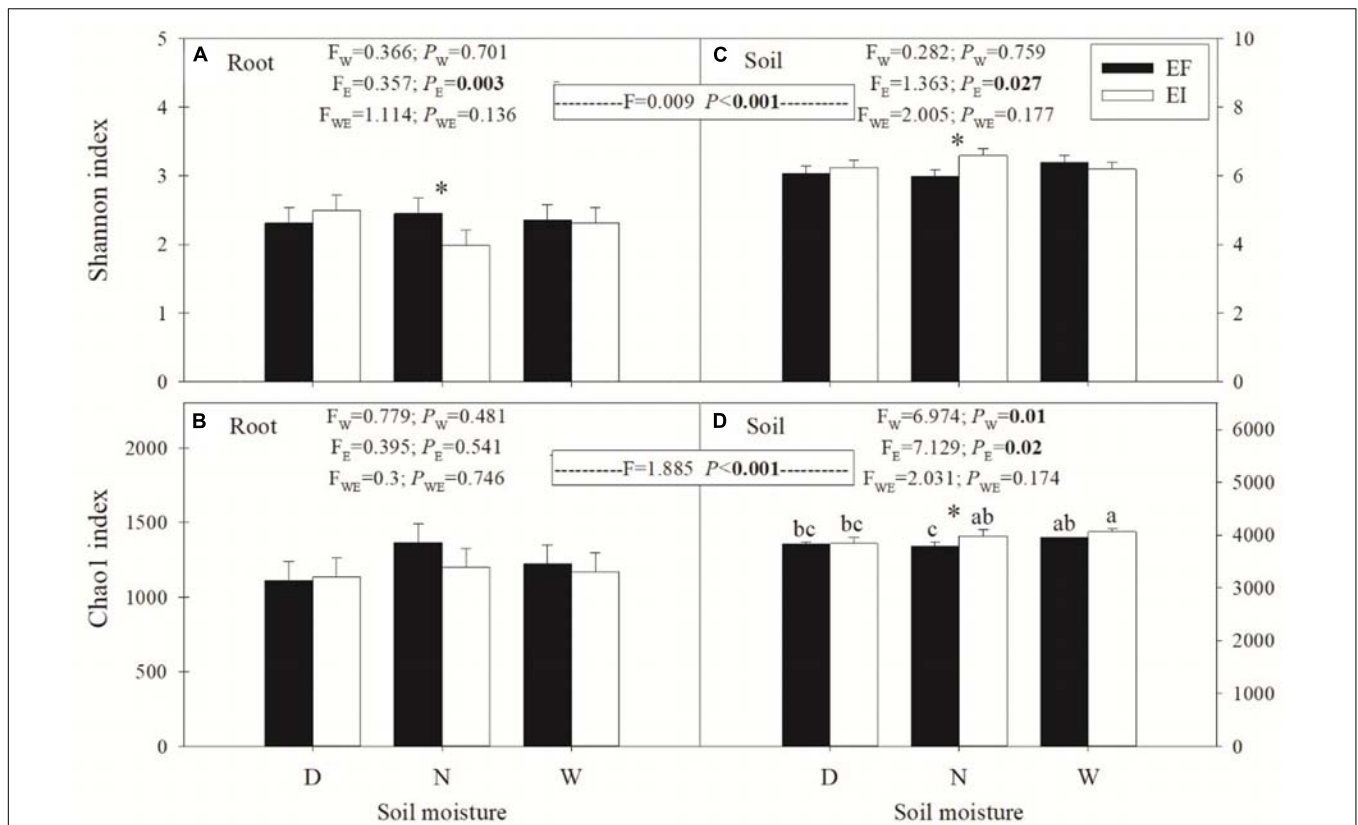 A
Root
F_W=0.366; P_W=0.701
F_E=0.357; P_E=0.003
F_WE=1.114; P_WE=0.136
C
Soil
F_W=0.282; P_W=0.759
F_E=1.363; P_E=0.027
F_WE=2.005; P_WE=0.177
EF
EI
--------F=0.009 P<0.001--------
Shannon index
5
4
3
2
1
0
*
*
10
8
6
4
2
0
B
Root
F_W=0.779; P_W=0.481
F_E=0.395; P_E=0.541
F_WE=0.3; P_WE=0.746
D
Soil
F_W=6.974; P_W=0.01
F_E=7.129; P_E=0.02
F_WE=2.031; P_WE=0.174
--------F=1.885 P<0.001--------
Chao1 index
2000
1500
1000
500
0
bc bc c * ab ab a
6000
5000
4000
3000
2000
1000
0
D N W
D N W
Soil moisture
Soil moisture